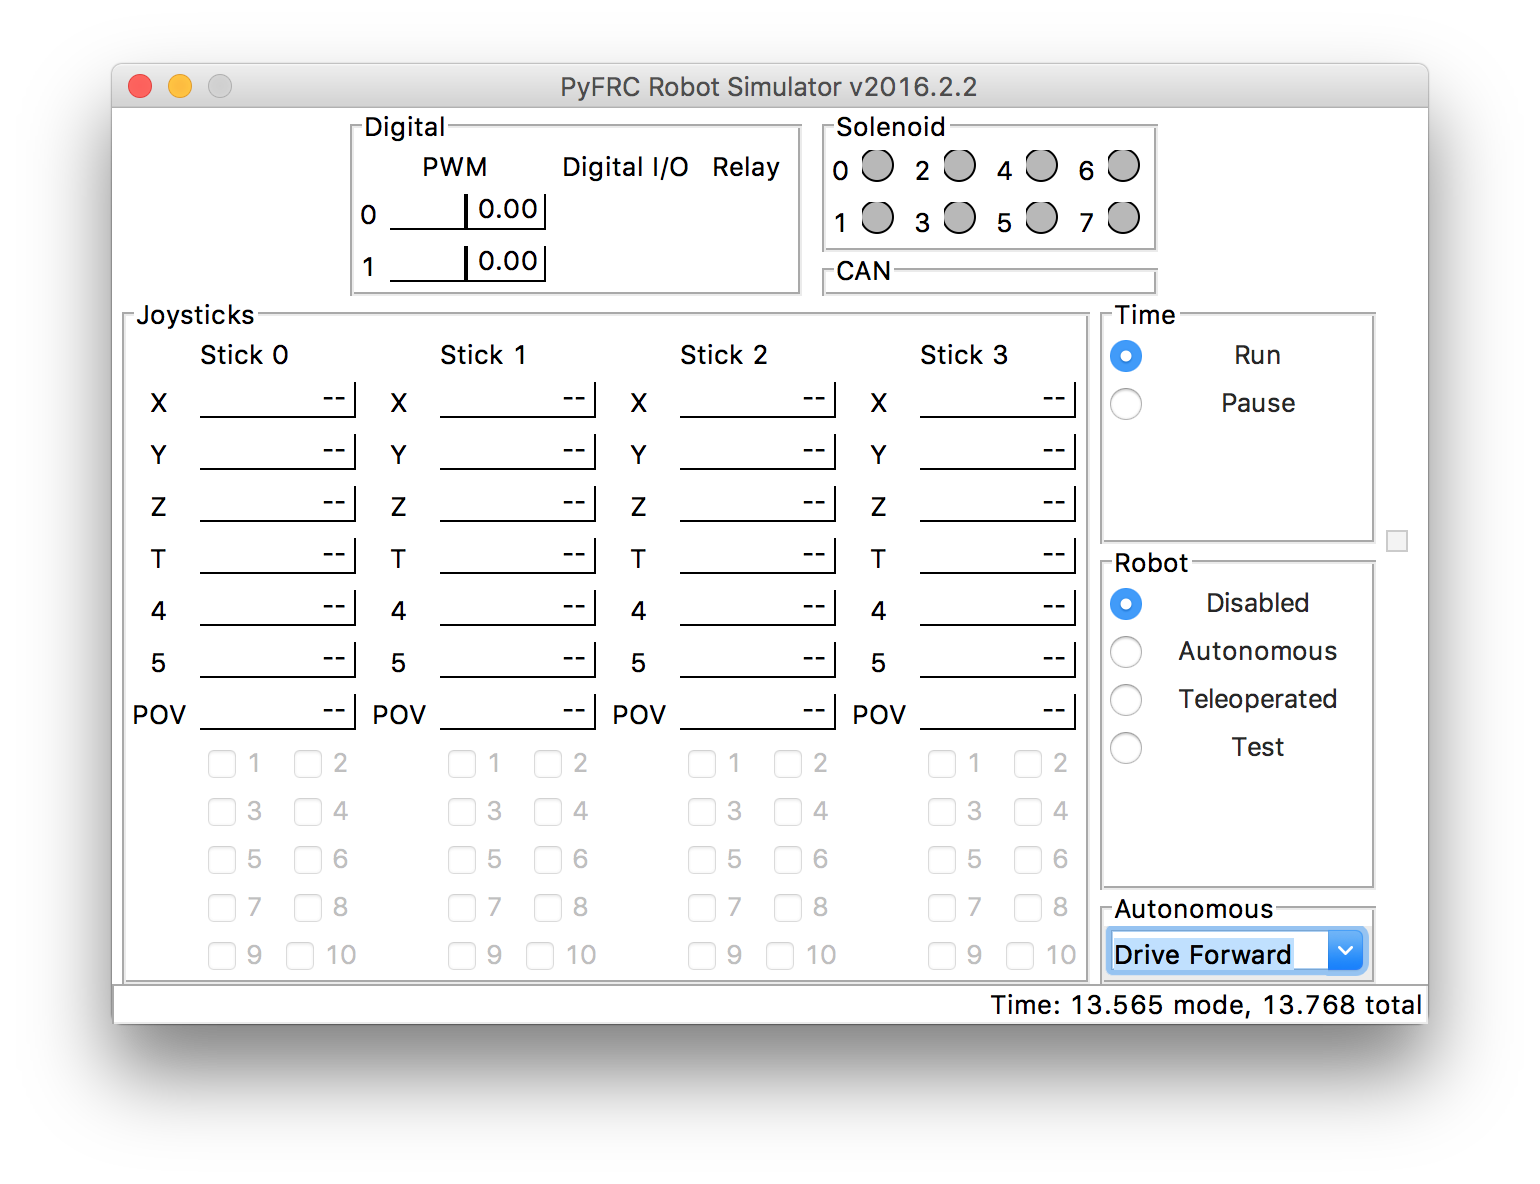 PyFRC Robot Simulator v2016.2.2
Digital
PWM Digital I/O Relay
0 0.00
1 0.00
Solenoid
0 2 4 6
1 3 5 7
CAN
Joysticks
Stick 0 Stick 1 Stick 2 Stick 3
X -- X -- X -- X --
Y -- Y -- Y -- Y --
Z -- Z -- Z -- Z --
T -- T -- T -- T --
4 -- 4 -- 4 -- 4 --
5 -- 5 -- 5 -- 5 --
POV -- POV -- POV -- POV --
1 2 1 2 1 2 1 2
3 4 3 4 3 4 3 4
5 6 5 6 5 6 5 6
7 8 7 8 7 8 7 8
9 10 9 10 9 10 9 10
Time
Run
Pause
Robot
Disabled
Autonomous
Teleoperated
Test
Autonomous
Drive Forward
Time: 13.565 mode, 13.768 total